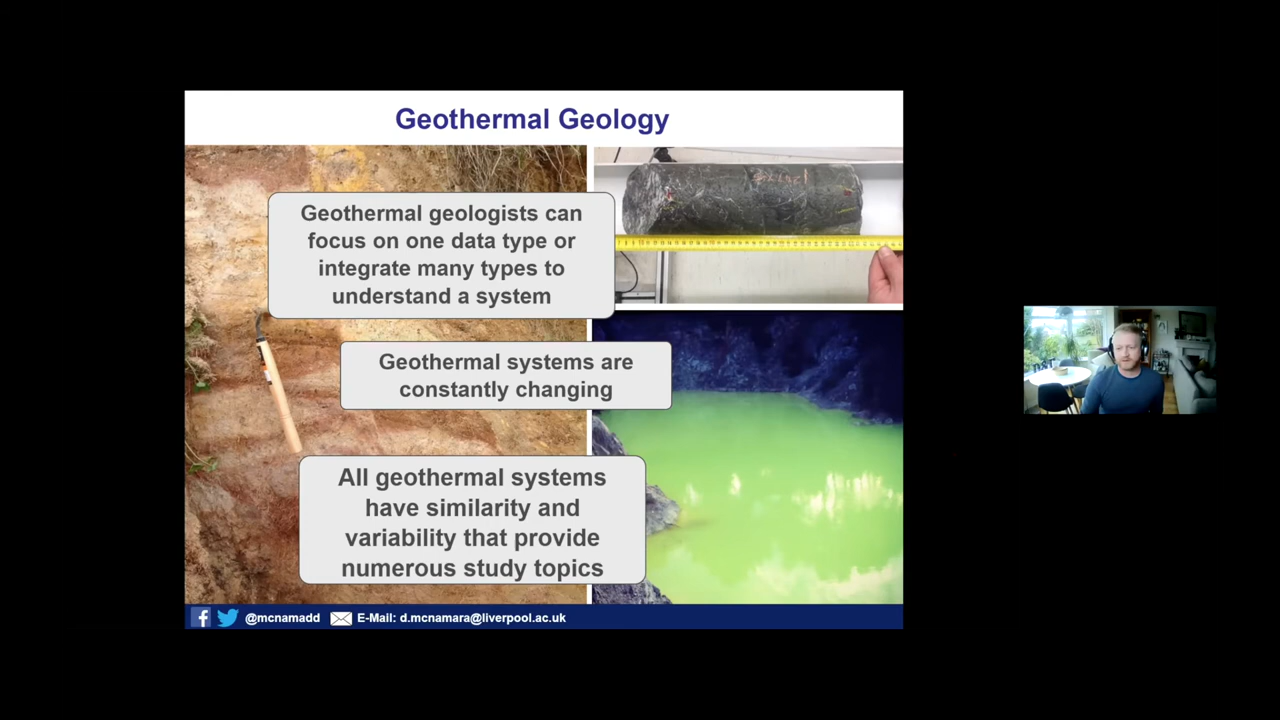 Geothermal Geology
Geothermal geologists can
focus on one data type or
integrate many types to
understand a system
Geothermal systems are
constantly changing
All geothermal systems
have similarity and
variability that provide
numerous study topics
@mcnamadd E-Mail: d.mcnamara@liverpool.ac.uk